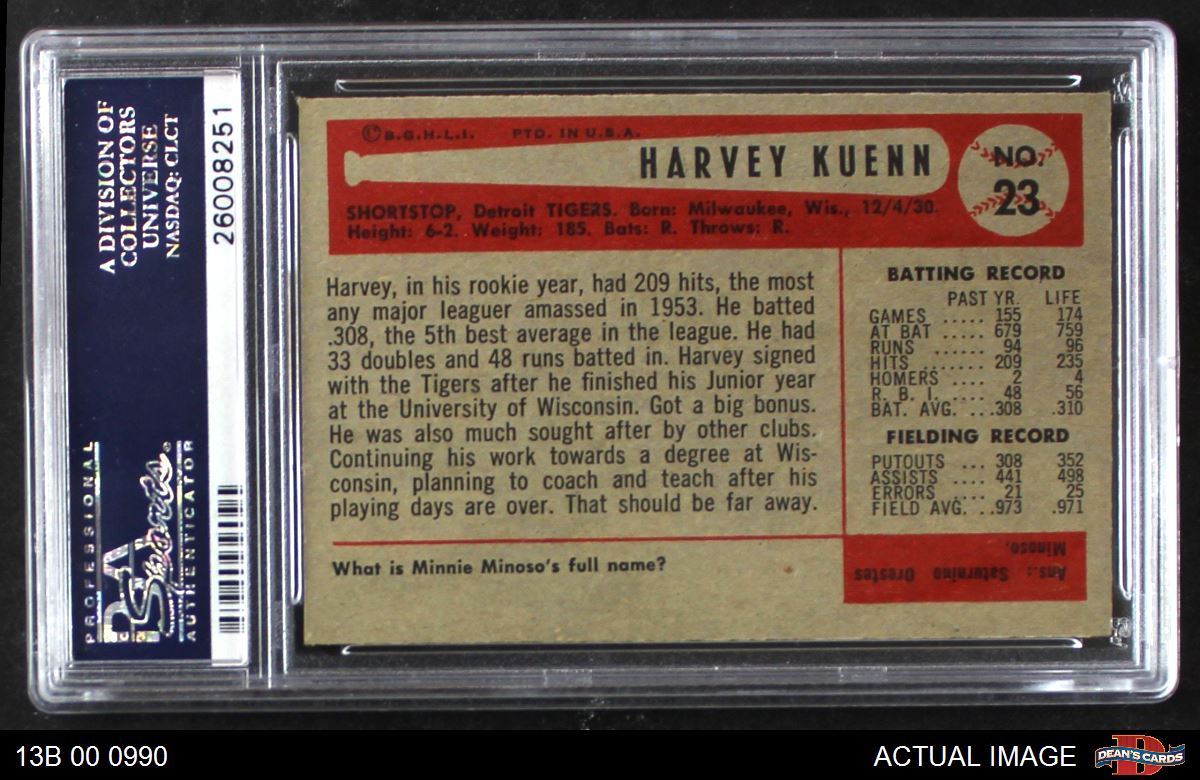 A DIVISION OF
COLLECTORS
UNIVERSE
NASDAQ: CLCT
26008251
PROFESSIONAL
PSA
Sports
AUTHENTICATOR
©B.G.H.L.I. PTD. IN U.S.A.
HARVEY KUENN
NO.
23
SHORTSTOP, Detroit TIGERS. Born: Milwaukee, Wis., 12/4/30.
Height: 6-2. Weight: 185. Bats: R. Throws: R.
Harvey, in his rookie year, had 209 hits, the most
any major leaguer amassed in 1953. He batted
.308, the 5th best average in the league. He had
33 doubles and 48 runs batted in. Harvey signed
with the Tigers after he finished his Junior year
at the University of Wisconsin. Got a big bonus.
He was also much sought after by other clubs.
Continuing his work towards a degree at Wis-
consin, planning to coach and teach after his
playing days are over. That should be far away.
BATTING RECORD
PAST YR. LIFE
GAMES ..... 155 174
AT BAT ..... 679 759
RUNS ...... 94 96
HITS ....... 209 235
HOMERS .... 2 4
R. B. I. .... 48 56
BAT. AVG. ...308 .310
FIELDING RECORD
PUTOUTS ... 308 352
ASSISTS .... 441 498
ERRORS .... 21 25
FIELD AVG. ..973 .971
What is Minnie Minoso's full name?
Ans.: Saturnino Orestes
Minoso.
13B 00 0990
ACTUAL IMAGE
DEAN'S CARDS